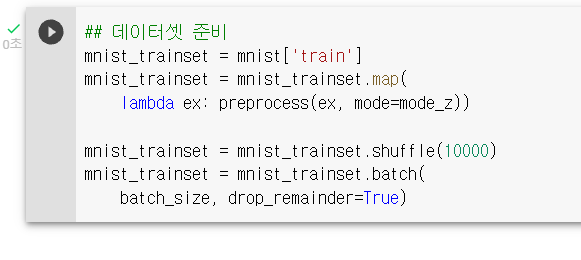 ## 데이터셋 준비
mnist_trainset = mnist['train']
mnist_trainset = mnist_trainset.map(
    lambda ex: preprocess(ex, mode=mode_z))
mnist_trainset = mnist_trainset.shuffle(10000)
mnist_trainset = mnist_trainset.batch(
    batch_size, drop_remainder=True)
0초